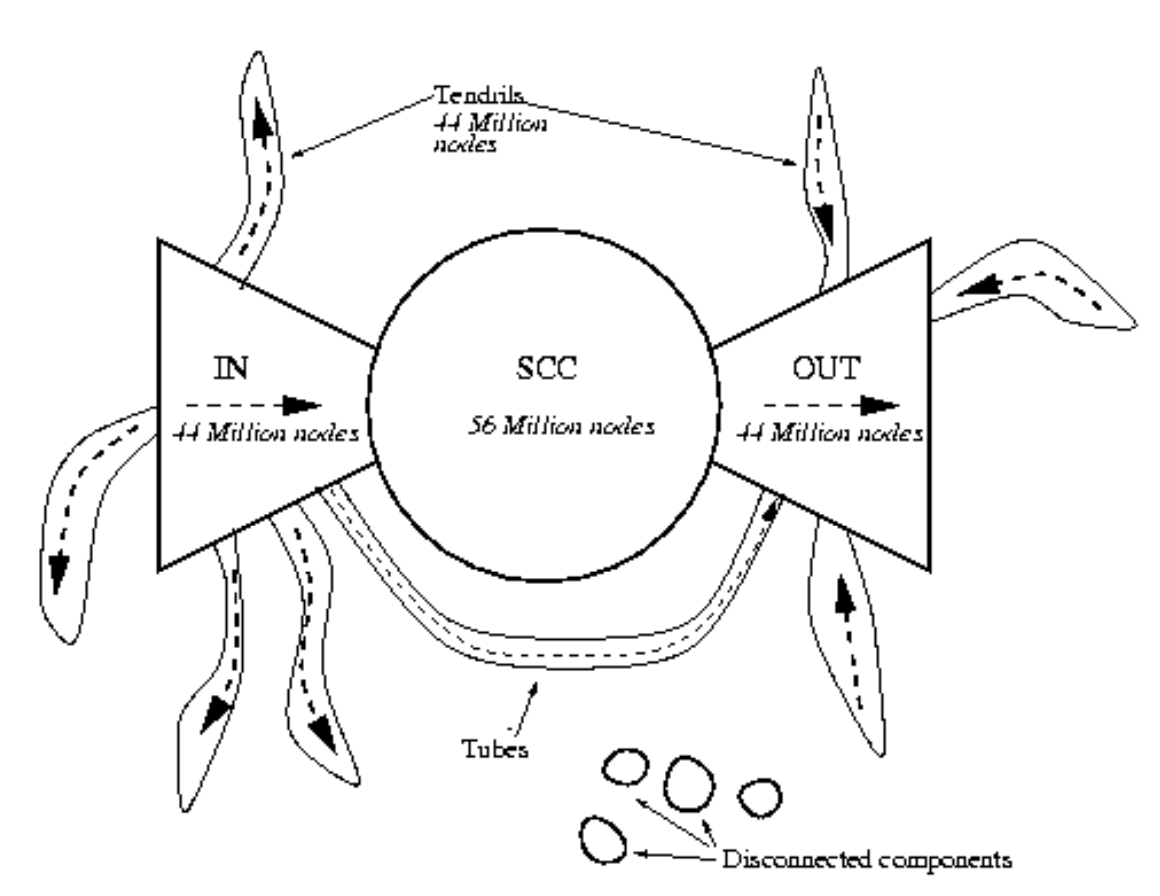 Tendrils
44 Million
nodes
IN
44 Million nodes
SCC
56 Million nodes
OUT
44 Million nodes
Tubes
Disconnected components